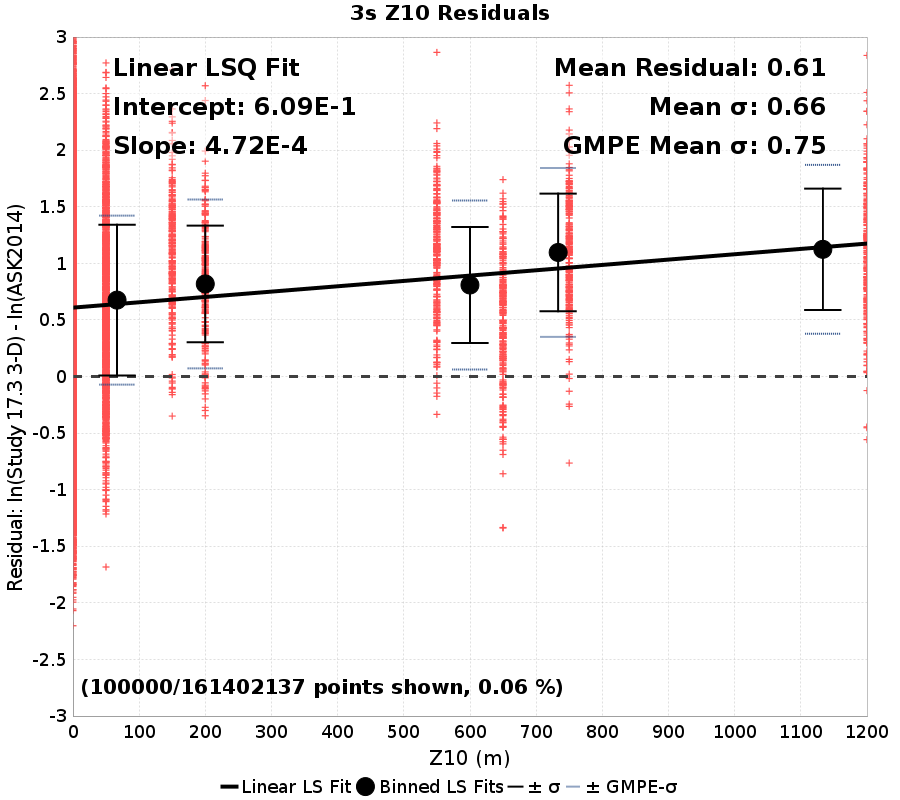 3s Z10 Residuals
Linear LSQ Fit
Intercept: 6.09E-1
Slope: 4.72E-4
Mean Residual: 0.61
Mean σ: 0.66
GMPE Mean σ: 0.75
3
2.5
2
1.5
1
0.5
0
-0.5
-1
-1.5
-2
-2.5
-3
Residual: ln(Study 17.3 3-D) - ln(ASK2014)
(100000/161402137 points shown, 0.06 %)
0 100 200 300 400 500 600 700 800 900 1000 1100 1200
Z10 (m)
Linear LS Fit Binned LS Fits ± σ ± GMPE-σ